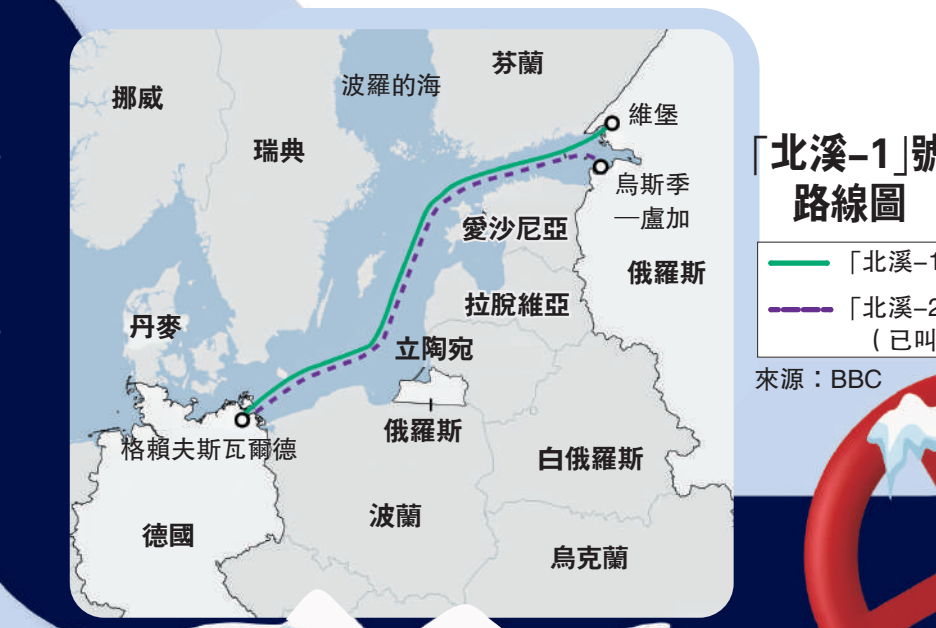 芬蘭
波羅的海
挪威
維堡
瑞典
「北溪–1」號
路線圖
烏斯季
—盧加
愛沙尼亞
「北溪–1
俄羅斯
拉脫維亞
「北溪–2
(已叫
丹麥
立陶宛
來源：BBC
俄羅斯
格賴夫斯瓦爾德
白俄羅斯
波蘭
德國
烏克蘭